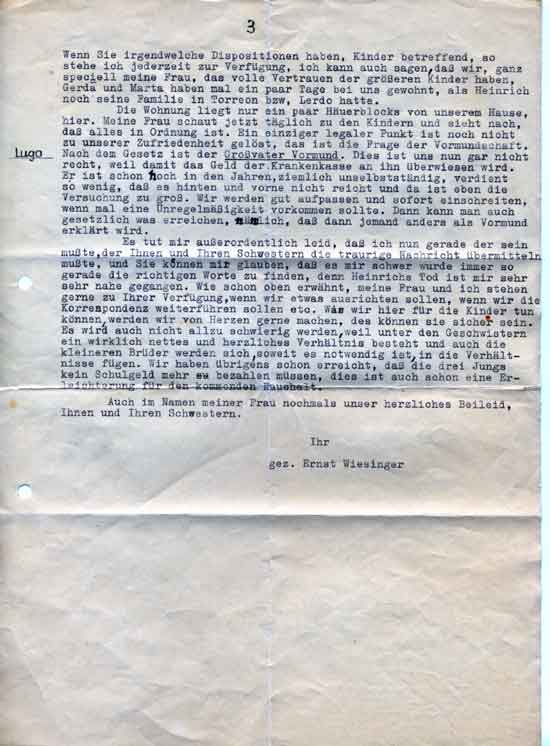 3
Wenn Sie irgendwelche Dispositionen haben, Kinder betreffend, so
stehe ich jederzeit zur Verfügung, ich kann auch sagen, daß wir, ganz
speciell meine Frau, das volle Vertrauen der größeren Kinder haben.
Gerda und Marta haben mal ein paar Tage bei uns gewohnt, als Heinrich
noch seine Familie in Torreon bzw, Lerdo hatte.
Die Wohnung liegt nur ein paar Häuerblocks von unserem Hause,
hier. Meine Frau schaut jetzt täglich zu den Kindern und sieht nach,
daß alles in Ordnung ist. Ein einziger legaler Punkt ist noch nicht
zu unserer Zufriedenheit gelöst, das ist die Frage der Vormundschaft.
Lugo Nach dem Gesetz ist der Großvater Vormund. Dies ist uns nun gar nicht
recht, weil damit das Geld der Krankenkasse an ihn überwiesen wird.
Er ist schon hoch in den Jahren, ziemlich unselbstständig, verdient
so wenig, daß es hinten und vorne nicht reicht und da ist eben die
Versuchung zu groß. Wir werden gut aufpassen und sofort einschreiten,
wenn mal eine Unregelmäßigkeit vorkommen sollte. Dann kann man auch
gesetzlich was erreichen, nämlich, daß dann jemand anders als Vormund
erklärt wird.
Es tut mir außerordentlich leid, daß ich nun gerade der sein
mußte, der Ihnen und Ihren Schwestern die traurige Nachricht übermitteln
mußte, und Sie können mir glauben, daß es mir schwer wurde immer so
gerade die richtigen Worte zu finden, denn Heinrichs Tod ist mir sehr
sehr nahe gegangen. Wie schon oben erwähnt, meine Frau und ich stehen
gerne zu Ihrer Verfügung, wenn wir etwas ausrichten sollen, wenn wir die
Korrespondenz weiterführen sollen etc. Was wir hier für die Kinder tun
können, werden wir von Herzen gerne machen, des können sie sicher sein.
Es wird auch nicht allzu schwierig werden, weil unter den Geschwistern
ein wirklich nettes und herzliches Verhältnis besteht und auch die
kleineren Brüder werden sich, soweit es notwendig ist, in die Verhält-
nisse fügen. Wir haben übrigens schon erreicht, daß die drei Jungs
kein Schulgeld mehr zu bezahlen müssen, dies ist auch schon eine Er-
leichterung für den kommenden Haushalt.
Auch im Namen meiner Frau nochmals unser herzliches Beileid,
Ihnen und Ihren Schwestern.
Ihr
gez. Ernst Wiesinger